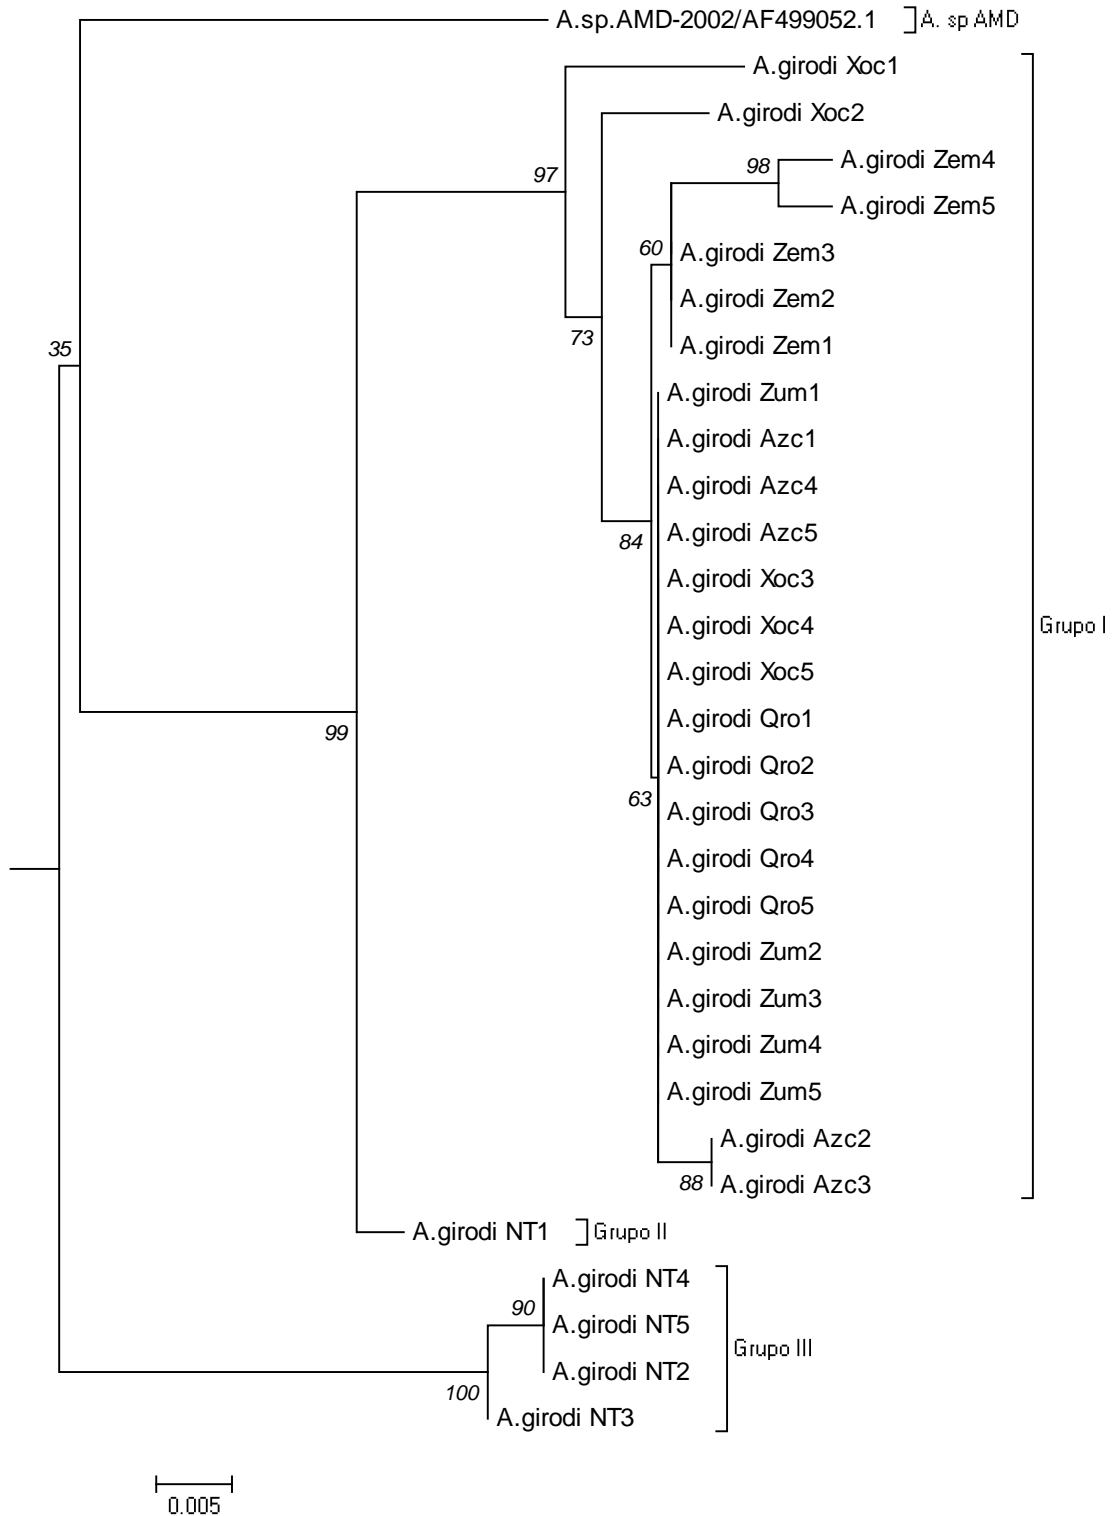 A.sp.AMD-2002/AF499052.1
A. sp AMD
A.girodi Xoc1
A.girodi Xoc2
98
A.girodi Zem4
97
A.girodi Zem5
60
A.girodi Zem3
A.girodi Zem2
73
A.girodi Zem1
35
A.girodi Zum1
A.girodi Azc1
A.girodi Azc4
84
A.girodi Azc5
A.girodi Xoc3
A.girodi Xoc4
Grupo I
A.girodi Xoc5
99
A.girodi Qro1
A.girodi Qro2
63
A.girodi Qro3
A.girodi Qro4
A.girodi Qro5
A.girodi Zum2
A.girodi Zum3
A.girodi Zum4
A.girodi Zum5
A.girodi Azc2
88
A.girodi Azc3
A.girodi NT1
Grupo II
A.girodi NT4
90
A.girodi NT5
Grupo III
A.girodi NT2
100
A.girodi NT3
0.005